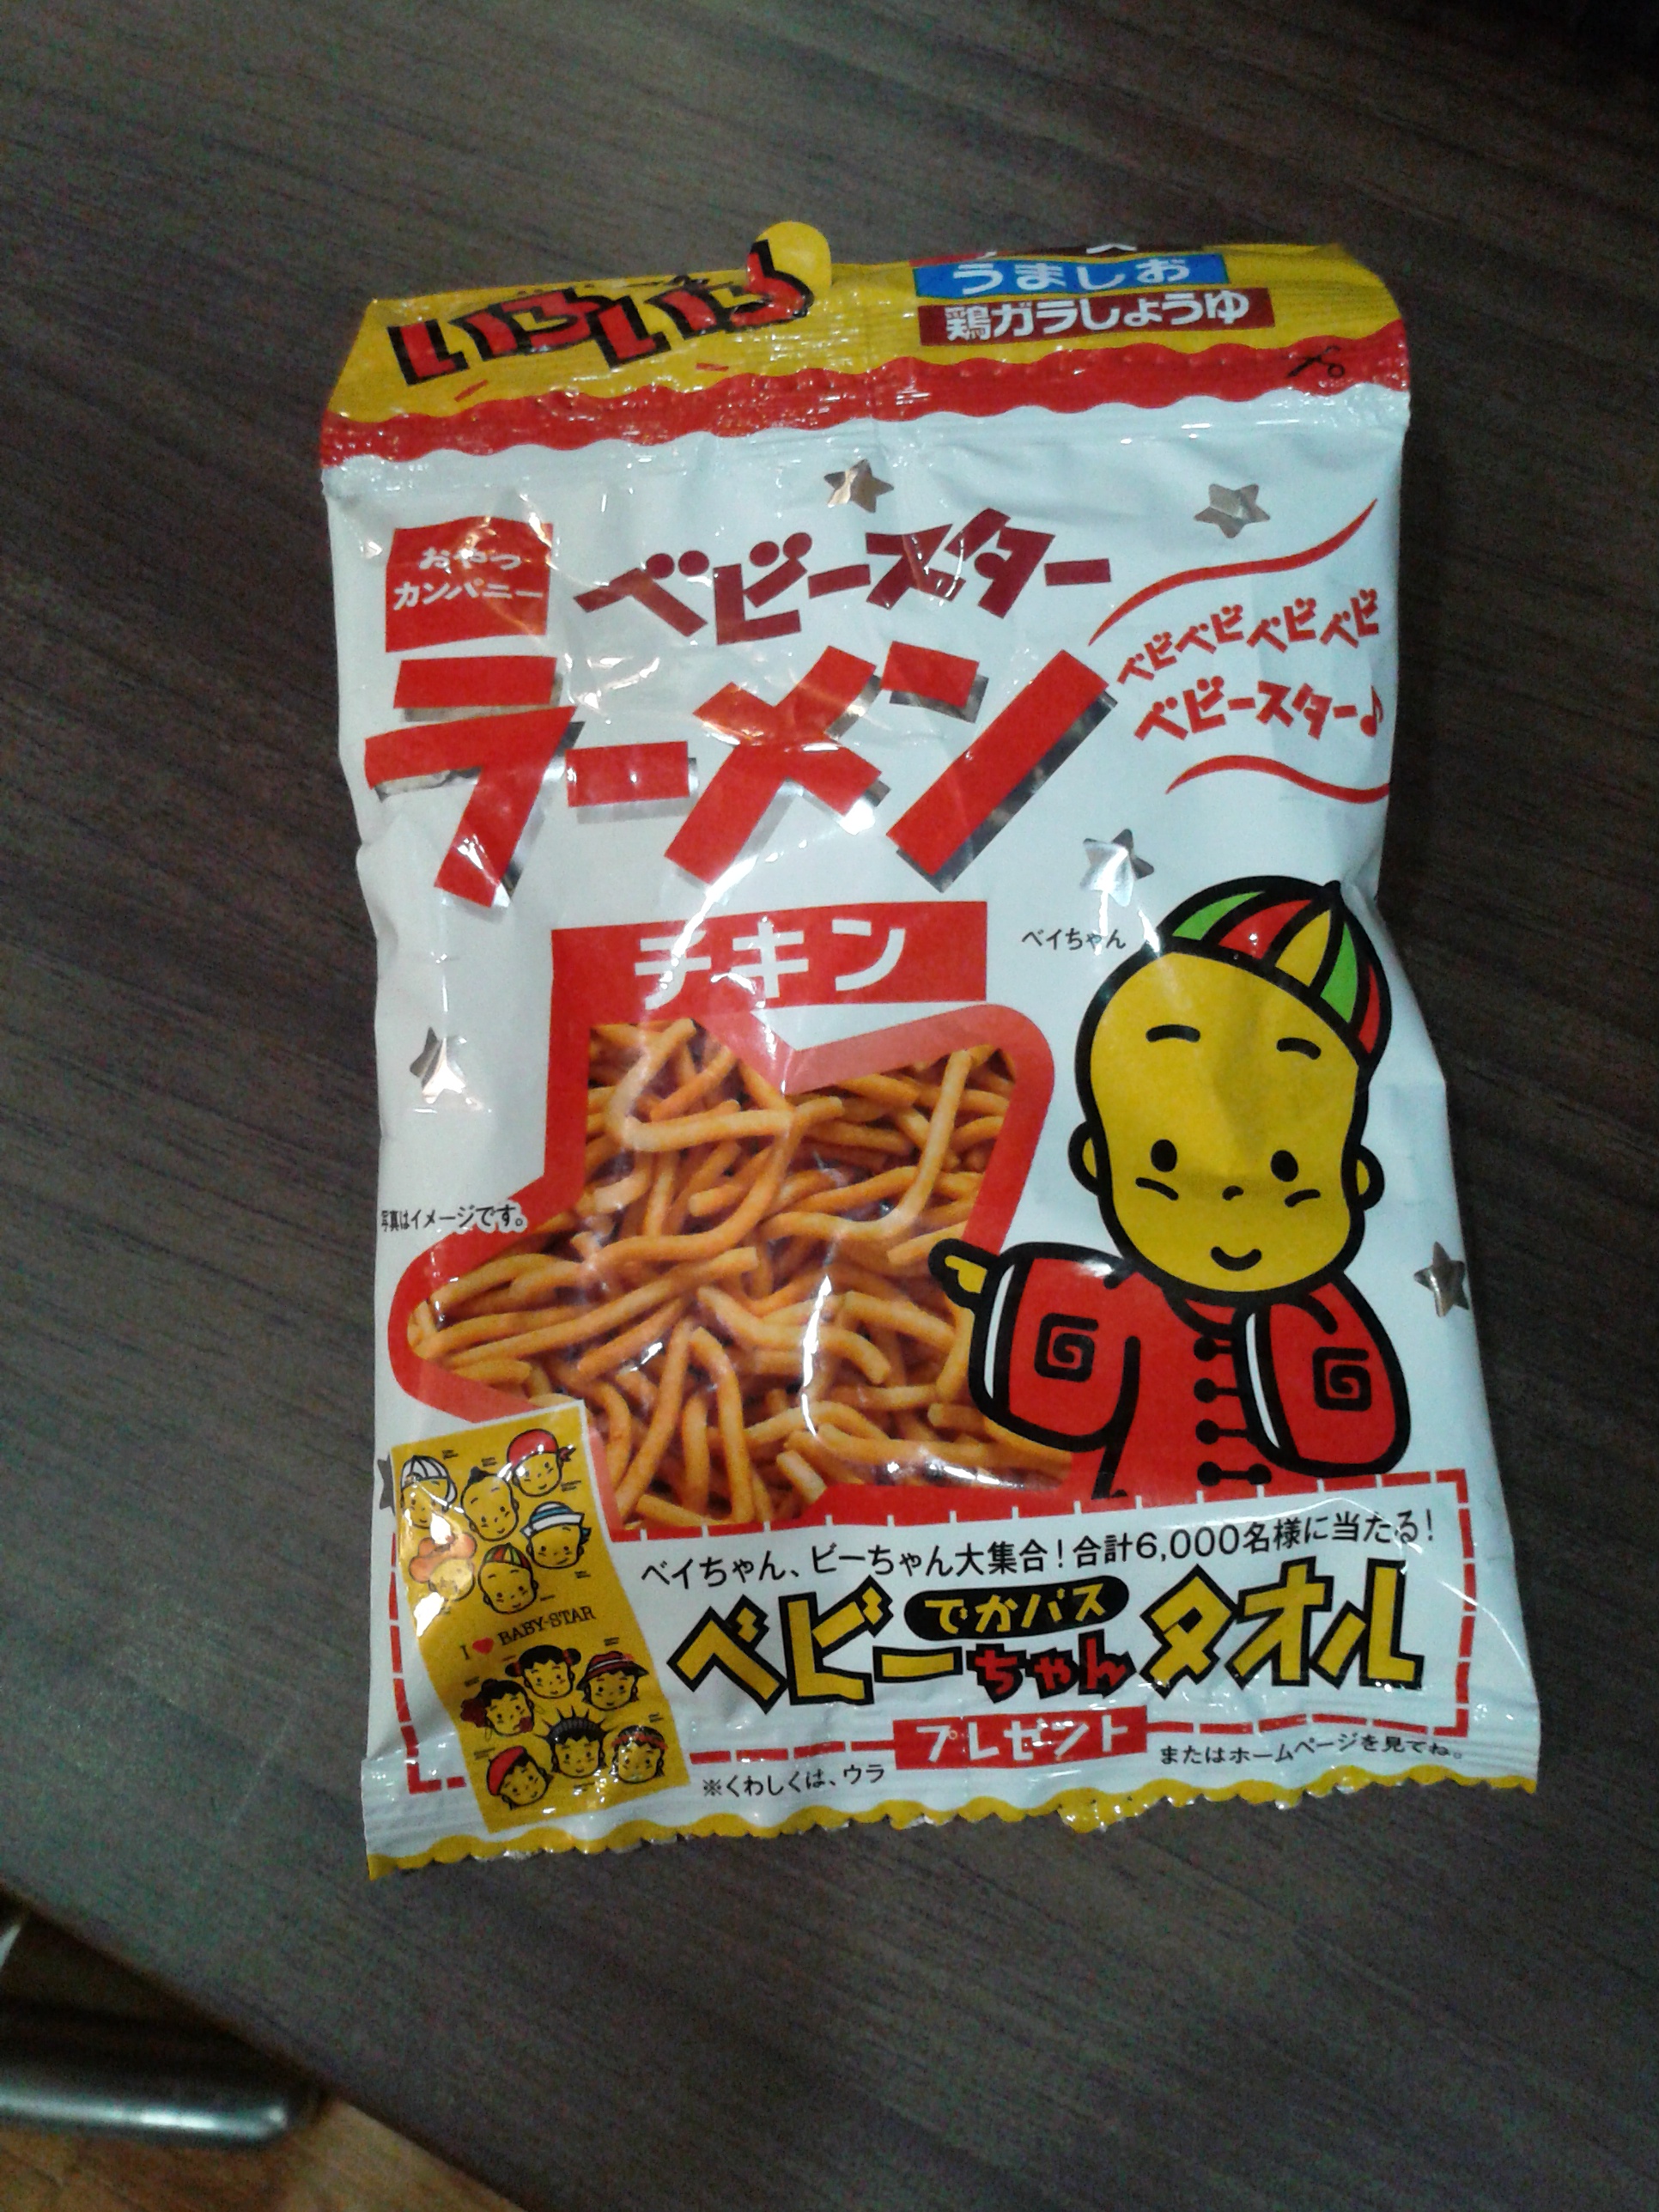 いろいろ
うましお
鶏ガラしょうゆ
おやつ
カンパニー
ベビースター
ラーメン
ベビベビベビベビ
ベビースター♪
チキン
ベイちゃん
写真はイメージです。
I ♥ BABY-STAR
ベイちゃん、ビーちゃん大集合!合計6,000名様に当たる!
でかバス
ベビーちゃんタオル
プレゼント
※くわしくは、ウラ
またはホームページを見てね。